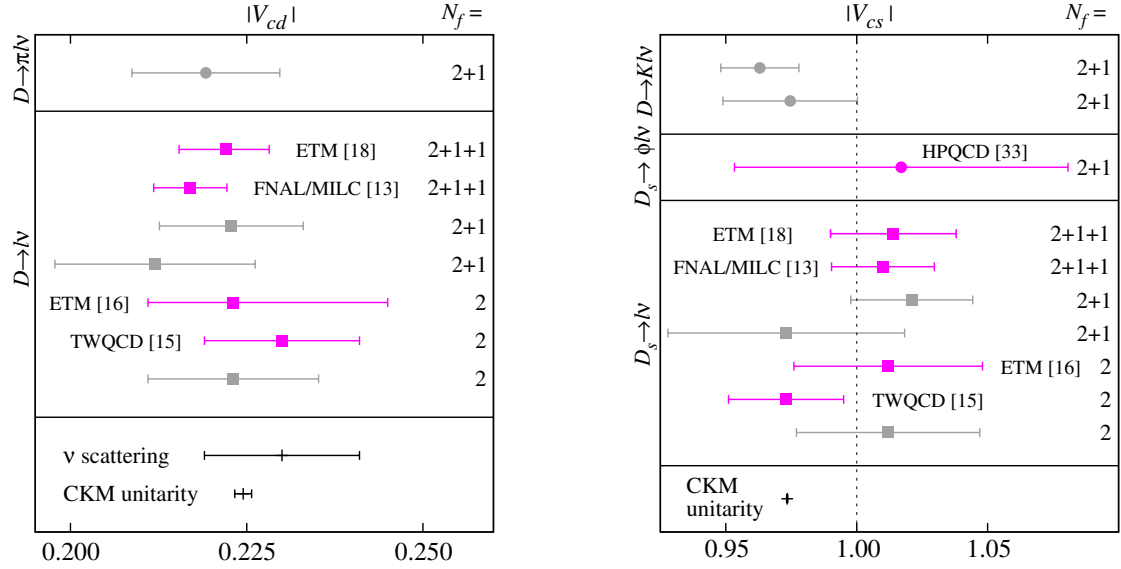 |V_cd| N_f =
D→πlν
2+1
D→lν
ETM [18] 2+1+1
FNAL/MILC [13] 2+1+1
2+1
2+1
ETM [16] 2
TWQCD [15] 2
2
ν scattering
CKM unitarity
0.200 0.225 0.250
|V_cs| N_f =
D→Klν
2+1
2+1
D_s→ϕlν
HPQCD [33]
2+1
D_s→lν
ETM [18] 2+1+1
FNAL/MILC [13] 2+1+1
2+1
2+1
ETM [16] 2
TWQCD [15] 2
2
CKM
unitarity
0.95 1.00 1.05